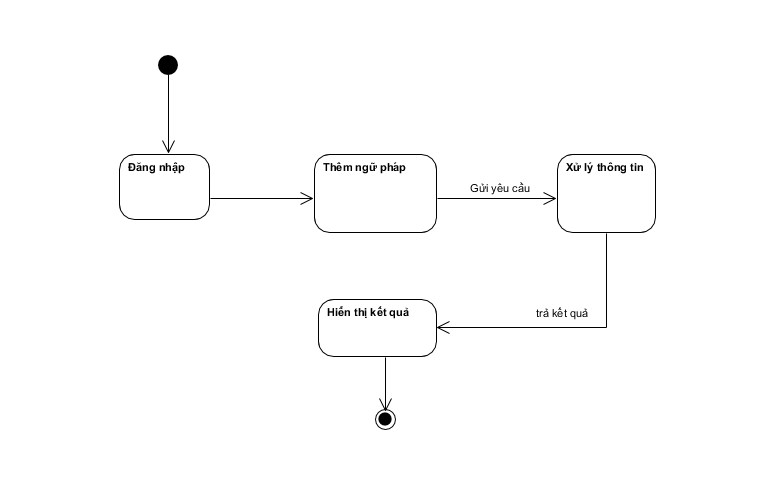 Đăng nhập
Thêm ngữ pháp
Gửi yêu cầu
Xử lý thông tin
trả kết quả
Hiển thị kết quả